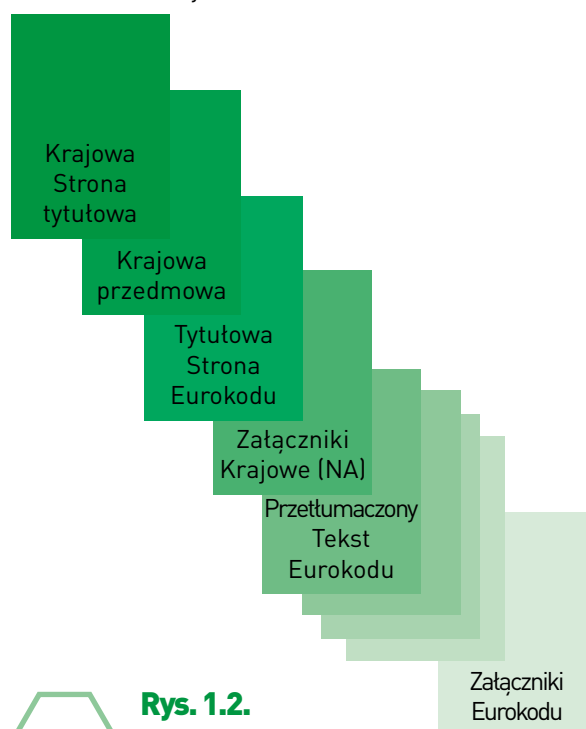 Krajowa
Strona
tytułowa
Krajowa
przedmowa
Tytułowa
Strona
Eurokodu
Załączniki
Krajowe (NA)
Przetłumaczony
Tekst
Eurokodu
Załączniki
Eurokodu
Rys. 1.2.